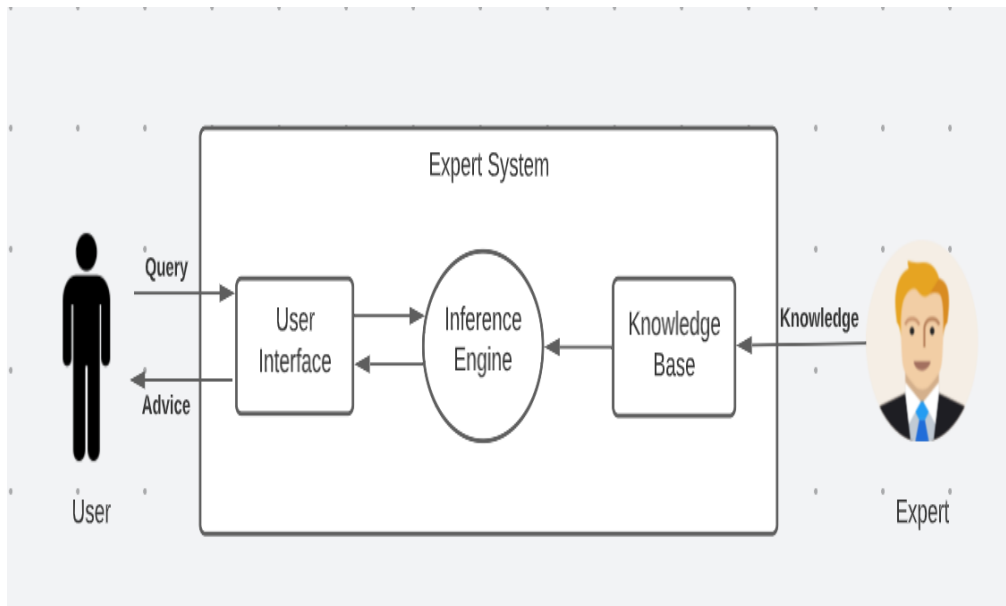 Expert System
Query
User
Interface
Inference
Engine
Knowledge
Base
Knowledge
Advice
User
Expert